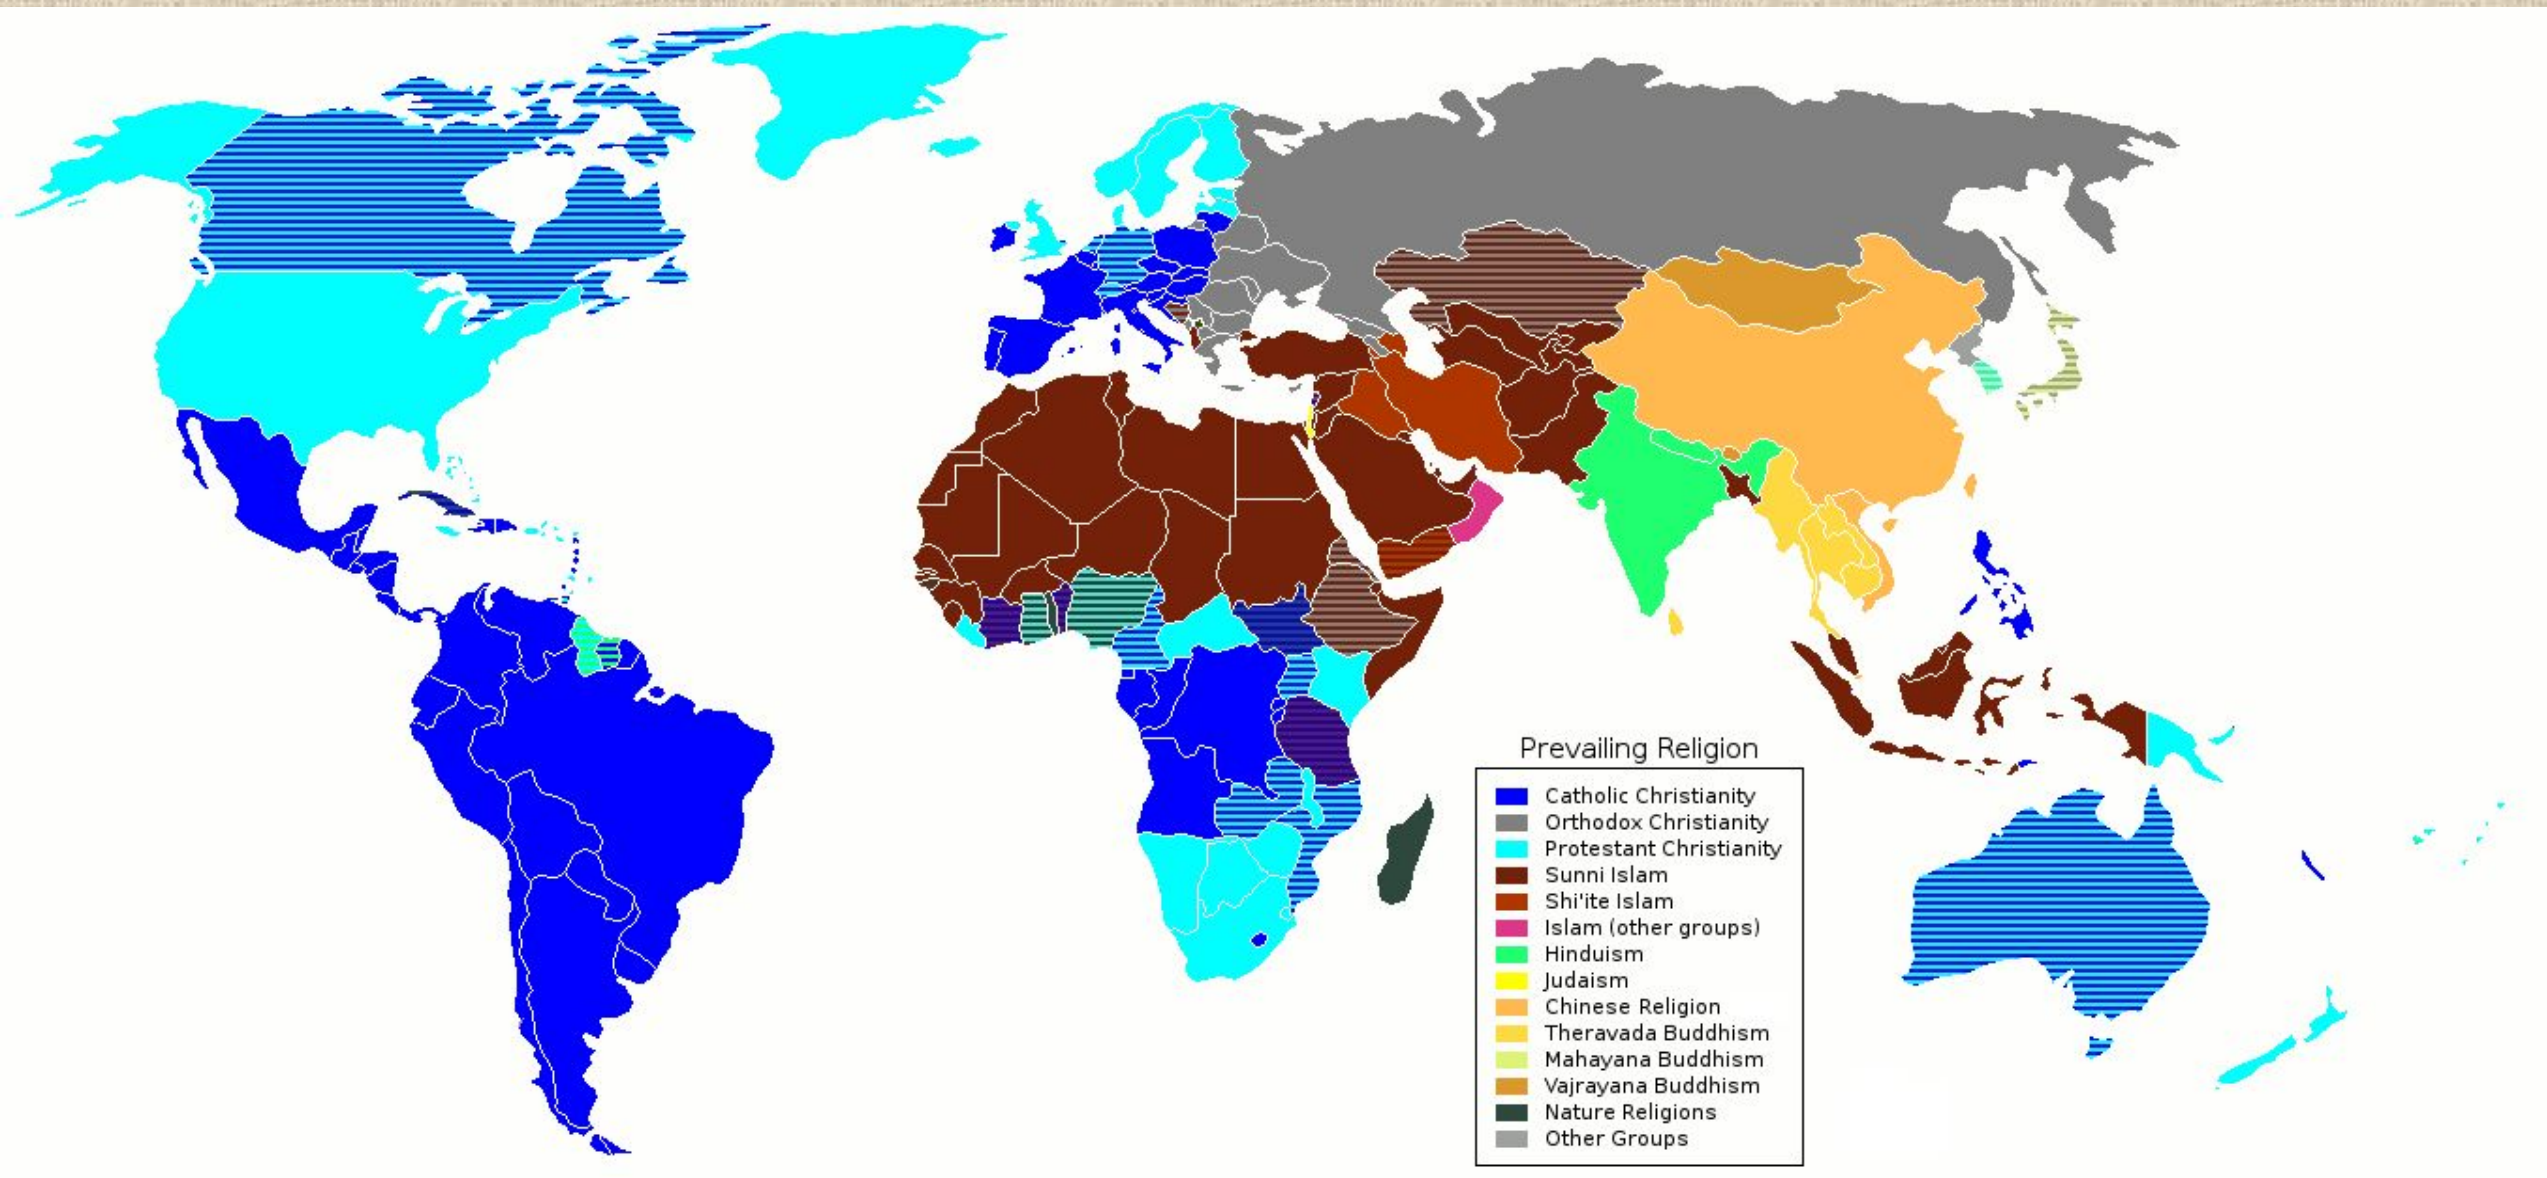 Prevailing Religion
Catholic Christianity
Orthodox Christianity
Protestant Christianity
Sunni Islam
Shi'ite Islam
Islam (other groups)
Hinduism
Judaism
Chinese Religion
Theravada Buddhism
Mahayana Buddhism
Vajrayana Buddhism
Nature Religions
Other Groups